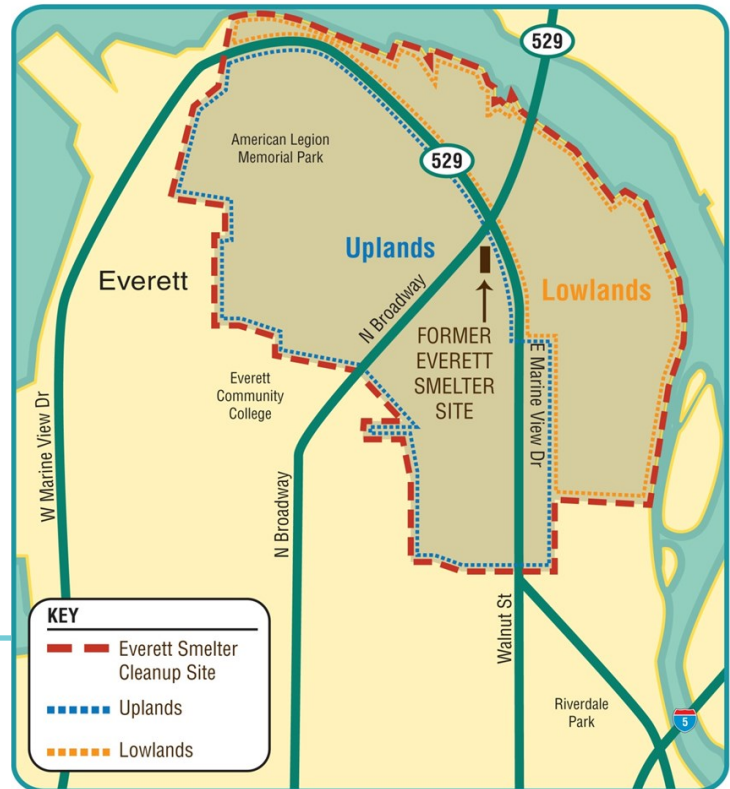 529
American Legion
Memorial Park
529
Uplands
Everett
Lowlands
N Broadway
FORMER
EVERETT
SMELTER
SITE
E Marine View Dr
Everett
Community
College
W Marine View Dr
N Broadway
Walnut St
KEY
Everett Smelter
Cleanup Site
Uplands
Lowlands
Riverdale
Park
5